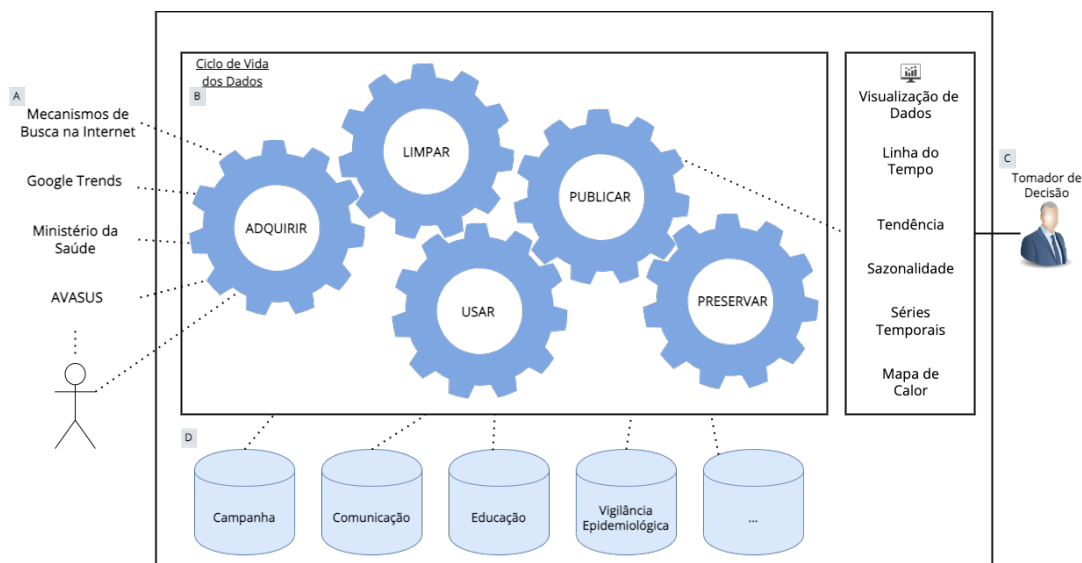 A
Mecanismos de
Busca na Internet
Google Trends
Ministério da
Saúde
AVASUS
Ciclo de Vida
dos Dados
B
ADQUIRIR
LIMPAR
USAR
PUBLICAR
PRESERVAR
Visualização de
Dados
Linha do
Tempo
Tendência
Sazonalidade
Séries
Temporais
Mapa de
Calor
C
Tomador de
Decisão
D
Campanha
Comunicação
Educação
Vigilância
Epidemiológica
...